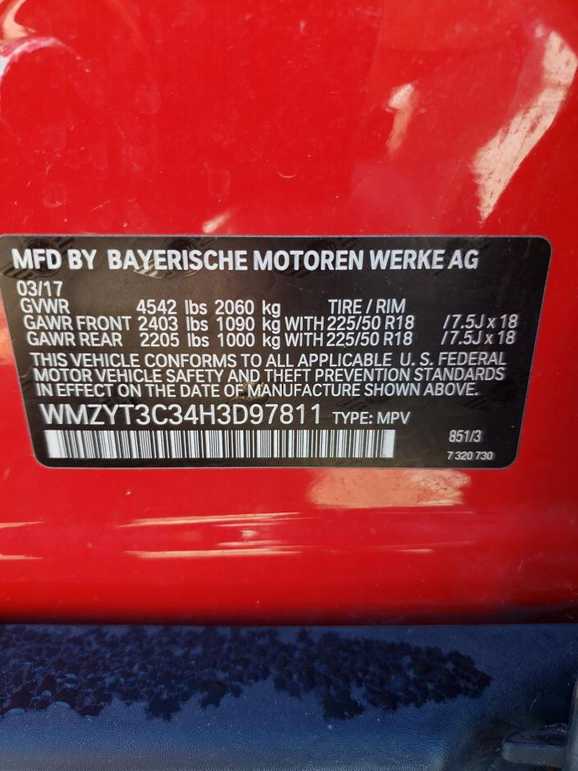 MFD BY BAYERISCHE MOTOREN WERKE AG
03/17
GVWR 4542 lbs 2060 kg TIRE / RIM
GAWR FRONT 2403 lbs 1090 kg WITH 225/50 R18 / 7.5J x 18
GAWR REAR 2205 lbs 1000 kg WITH 225/50 R18 / 7.5J x 18
THIS VEHICLE CONFORMS TO ALL APPLICABLE U. S. FEDERAL
MOTOR VEHICLE SAFETY AND THEFT PREVENTION STANDARDS
IN EFFECT ON THE DATE OF MANUFACTURE SHOWN ABOVE.
WMZYT3C34H3D97811 TYPE: MPV
851/3
7 320 730